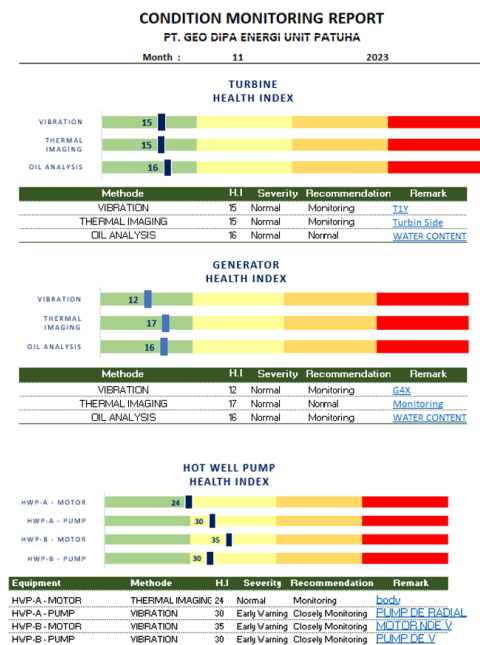 CONDITION MONITORING REPORT
PT. GEO DIPA ENERGI UNIT PATUHA
Month : 11 2023
TURBINE
HEALTH INDEX
VIBRATION 15
THERMAL
IMAGING 15
OIL ANALYSIS 16
Methode H.I Severity Recommendation Remark
VIBRATION 15 Normal Monitoring T1Y
THERMAL IMAGING 15 Normal Monitoring Turbin Side
OIL ANALYSIS 16 Normal Normal WATER CONTENT
GENERATOR
HEALTH INDEX
VIBRATION 12
THERMAL
IMAGING 17
OIL ANALYSIS 16
Methode H.I Severity Recommendation Remark
VIBRATION 12 Normal Monitoring G4X
THERMAL IMAGING 17 Normal Normal Monitoring
OIL ANALYSIS 16 Normal Monitoring WATER CONTENT
HOT WELL PUMP
HEALTH INDEX
HWP-A - MOTOR 24
HWP-A - PUMP 30
HWP-B - MOTOR 35
HWP-B - PUMP 30
Equipment Methode H.I Severity Recommendation Remark
HWP-A - MOTOR THERMAL IMAGING 24 Normal Monitoring body
HWP-A - PUMP VIBRATION 30 Early Warning Closely Monitoring PUMP DE RADIAL
HWP-B - MOTOR VIBRATION 35 Early Warning Closely Monitoring MOTOR NDE V
HWP-B - PUMP VIBRATION 30 Early Warning Closely Monitoring PUMP DE V